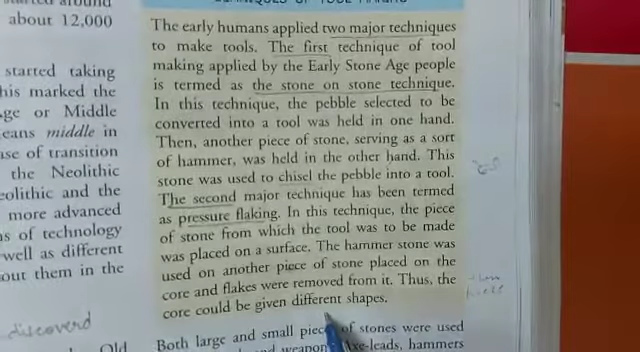 about 12,000
started taking
his marked the
ge or Middle
eans middle in
ase of transition
the Neolithic
eolithic and the
more advanced
ns of technology
well as different
out them in the
discoverd
Old
The early humans applied two major techniques
to make tools. The first technique of tool
making applied by the Early Stone Age people
is termed as the stone on stone technique.
In this technique, the pebble selected to be
converted into a tool was held in one hand.
Then, another piece of stone, serving as a sort
of hammer, was held in the other hand. This
stone was used to chisel the pebble into a tool.
The second major technique has been termed
as pressure flaking. In this technique, the piece
of stone from which the tool was to be made
was placed on a surface. The hammer stone was
used on another piece of stone placed on the
core and flakes were removed from it. Thus, the
core could be given different shapes.
Both large and small piec of stones were used
weapon xe-leads, hammers